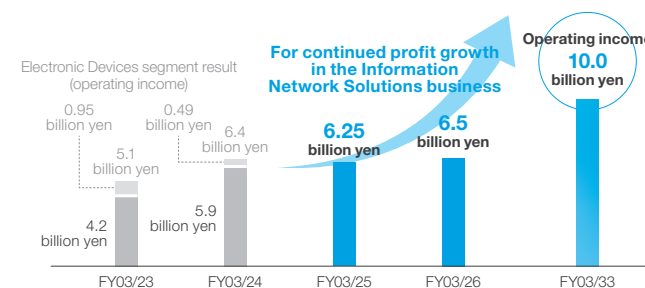 Electronic Devices segment result
(operating income)
0.95
billion yen
5.1
billion yen
4.2
billion yen
0.49
billion yen
6.4
billion yen
5.9
billion yen
For continued profit growth
in the Information
Network Solutions business
6.25
billion yen
6.5
billion yen
Operating income
10.0
billion yen
FY03/23
FY03/24
FY03/25
FY03/26
FY03/33